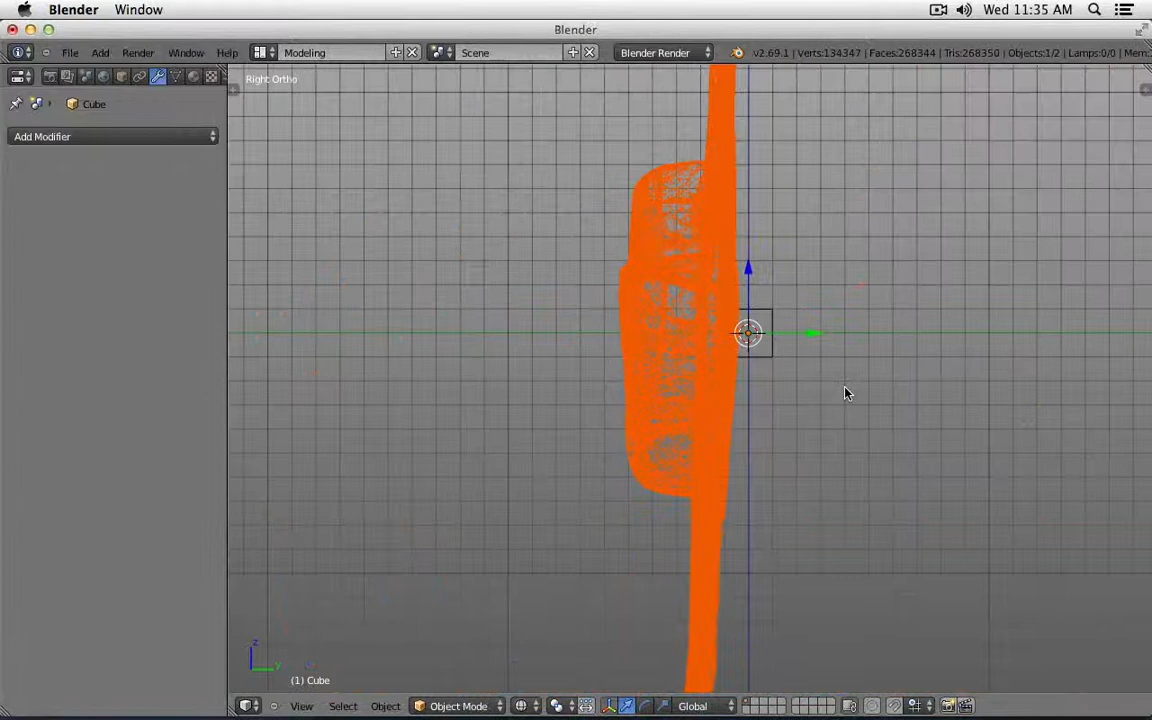 Blender Window Wed 11:35 AM
Blender
File Add Render Window Help Modeling Scene Blender Render v2.69.1 | Verts:134347 | Faces:268344 | Tris:268350 | Objects:1/2 | Lamps:0/0 | Mem:
Right Ortho
Cube
Add Modifier
z
y
(1) Cube
View Select Object Object Mode Global